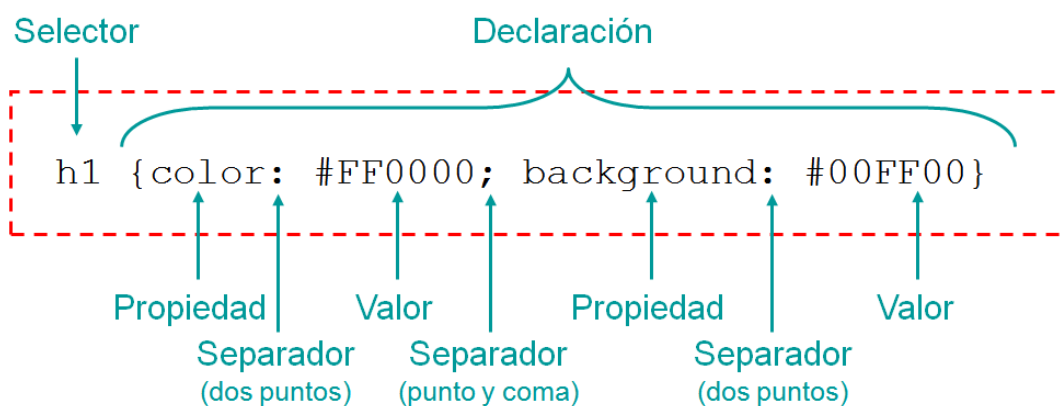 Selector Declaración
h1 {color: #FF0000; background: #00FF00}
Propiedad Valor Propiedad Valor
Separador Separador Separador
(dos puntos) (punto y coma) (dos puntos)